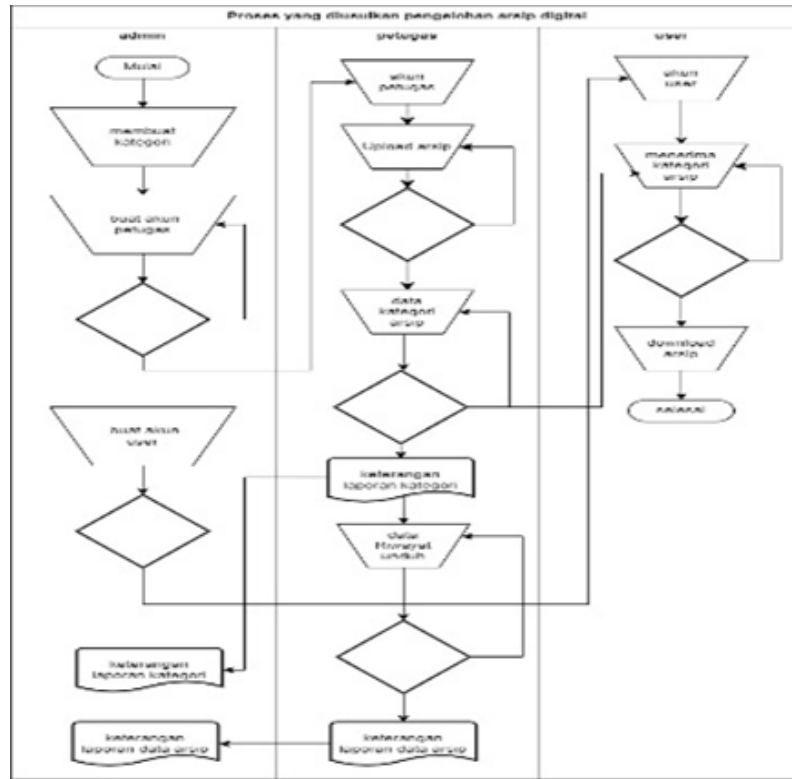 Proses yang diusulkan pengelohan arsip digital
admin
petugas
user
Mulai
membuat
kategori
buat akun
petugas
buat akun
user
keterangan
laporan kategori
keterangan
laporan data arsip
akun
petugas
Upload arsip
data
kategori
arsip
keterangan
laporan kategori
data
Riwayat
unduh
keterangan
laporan data arsip
akun
user
menerima
kategori
arsip
download
arsip
selesai